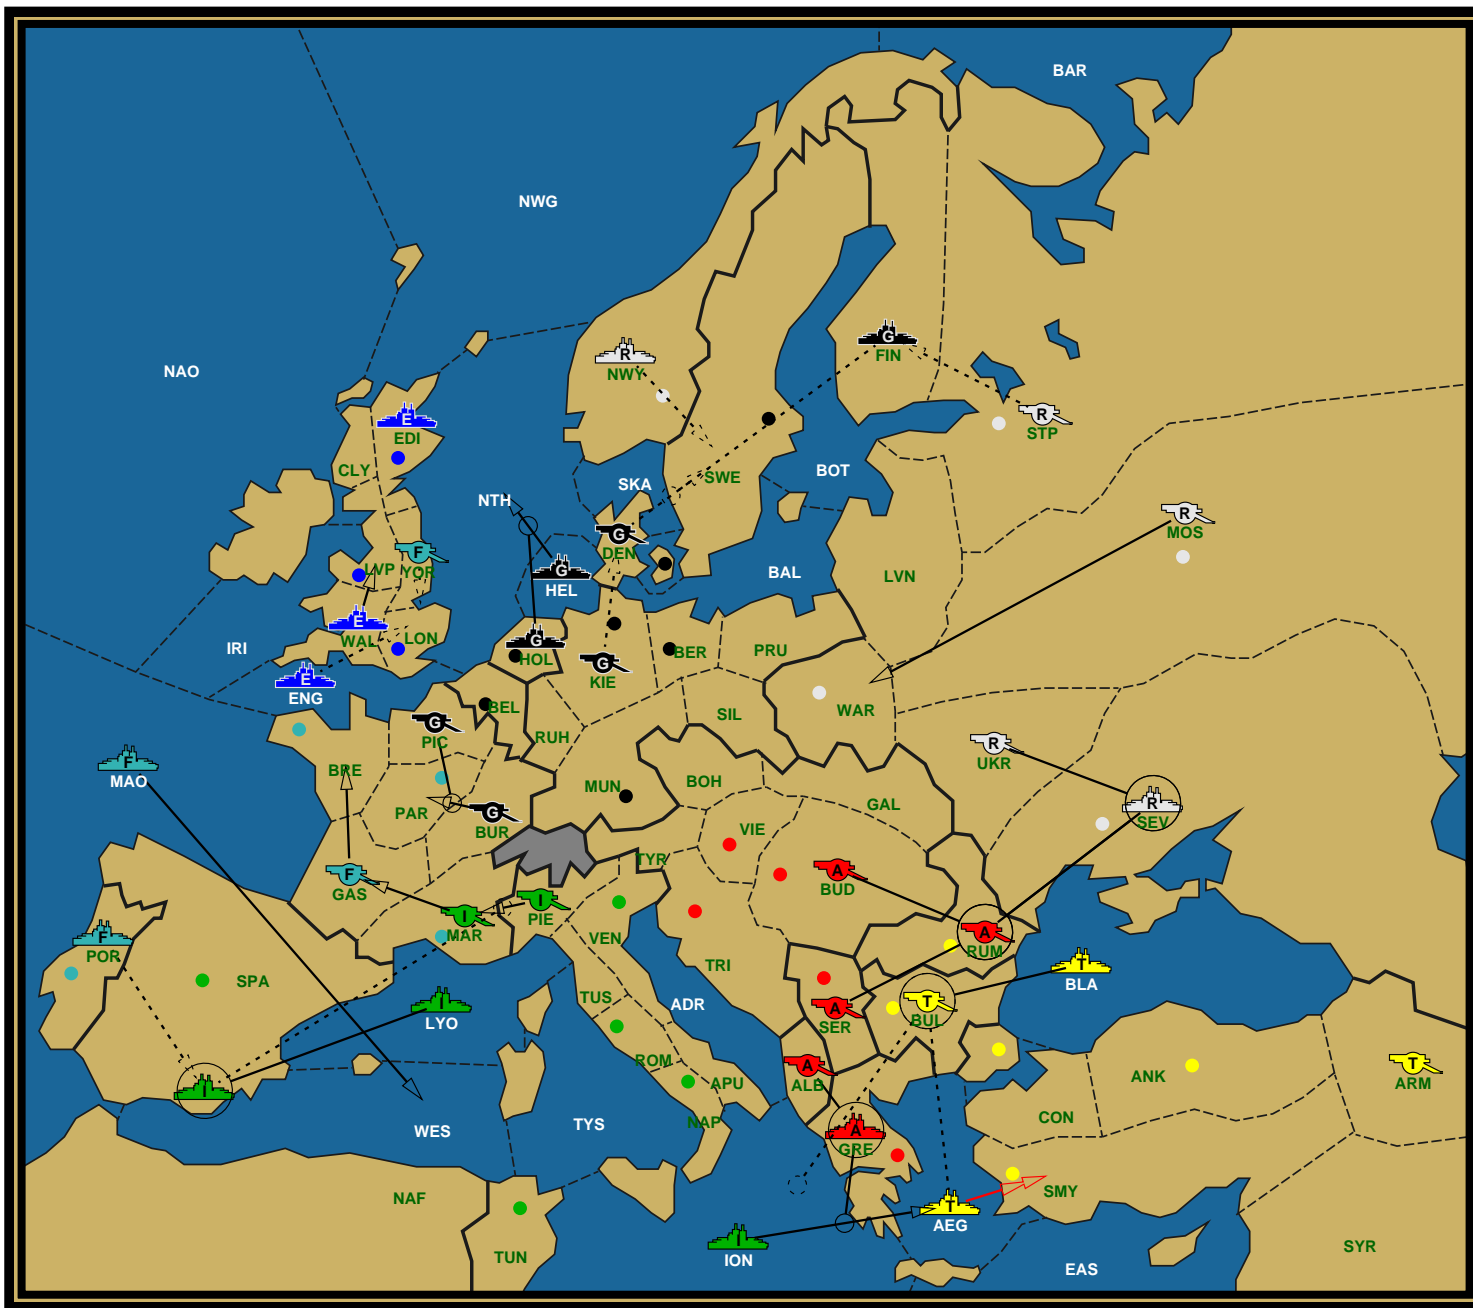 BAR
NWG
NAO
G
FIN
R
NWY
E
EDI
R
STP
CLY
SWE
BOT
SKA
NTH
R
MOS
G
DEN
F
YOR
LVP
G
HEL
BAL
LVN
E
WAL
LON
IRI
G
HOL
G
KIE
BER
PRU
E
ENG
BEL
SIL
WAR
G
PIC
RUH
R
UKR
F
MAO
BRE
MUN
BOH
GAL
R
SEV
PAR
G
BUR
VIE
TYR
F
GAS
A
BUD
I
PIE
I
MAR
F
POR
VEN
A
RUM
TRI
T
BLA
SPA
I
LYO
TUS
ADR
A
SER
T
BUL
ROM
A
ALB
I
APU
ANK
T
ARM
NAP
CON
WES
TYS
A
GRE
NAF
SMY
T
AEG
TUN
I
ION
EAS
SYR